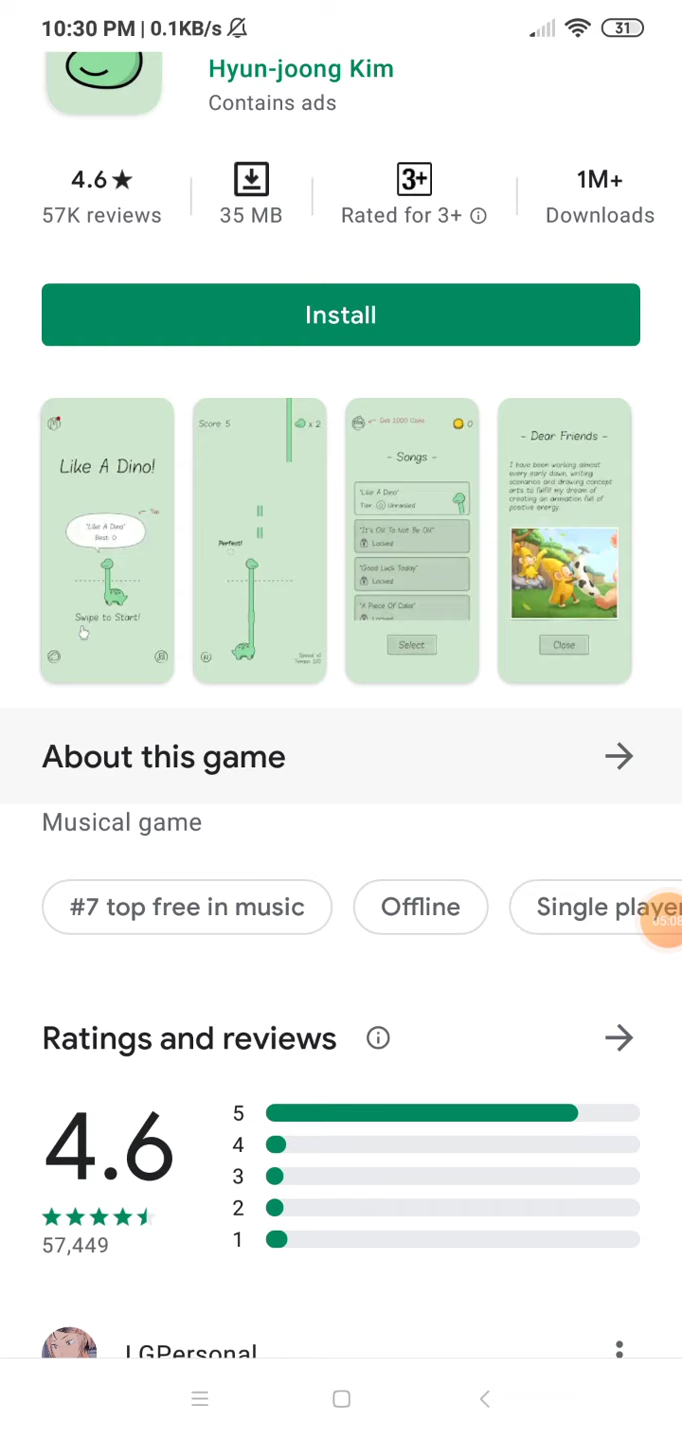 10:30 PM | 0.1KB/s
31
Hyun-joong Kim
Contains ads
4.6★
57K reviews
35 MB
3+
Rated for 3+
1M+
Downloads
Install
Like A Dino!
Tap
'Like A Dino'
Best: 0
Swipe to Start!
Score 5
x 2
Perfect!
Get 1000 Coins
0
- Songs -
'Like A Dino'
Tier: Unranked
'It's Ok To Not Be Ok'
Locked
'Good Luck Today'
Locked
'A Piece Of Cake'
Locked
Select
- Dear Friends -
I have been working almost
every early dawn, writing
scenarios and drawing concept
arts to fulfill my dream of
creating an animation full of
positive energy.
Close
About this game
Musical game
#7 top free in music
Offline
Single player
05:08
Ratings and reviews
4.6
57,449
5
4
3
2
1
LGPersonal